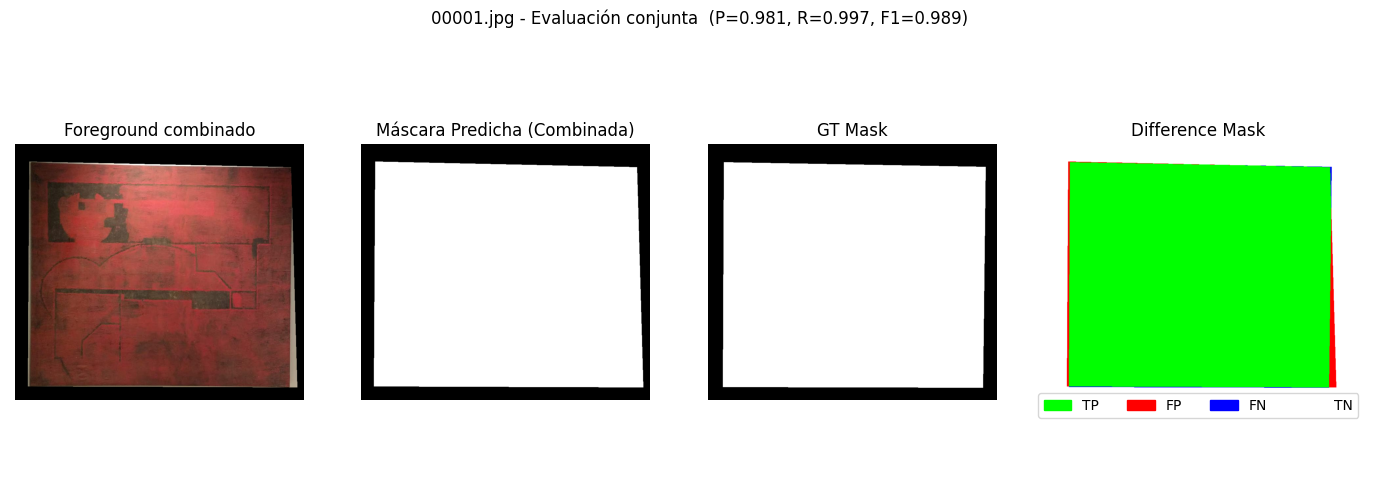 00001.jpg - Evaluación conjunta  (P=0.981, R=0.997, F1=0.989)
Foreground combinado
Máscara Predicha (Combinada)
GT Mask
Difference Mask
TP
FP
FN
TN